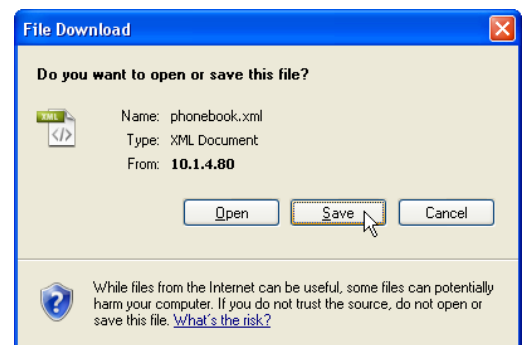 File Download
Do you want to open or save this file?
XML
</>
Name: phonebook.xml
Type: XML Document
From: 10.1.4.80
Open Save Cancel
While files from the Internet can be useful, some files can potentially
harm your computer. If you do not trust the source, do not open or
save this file. What's the risk?